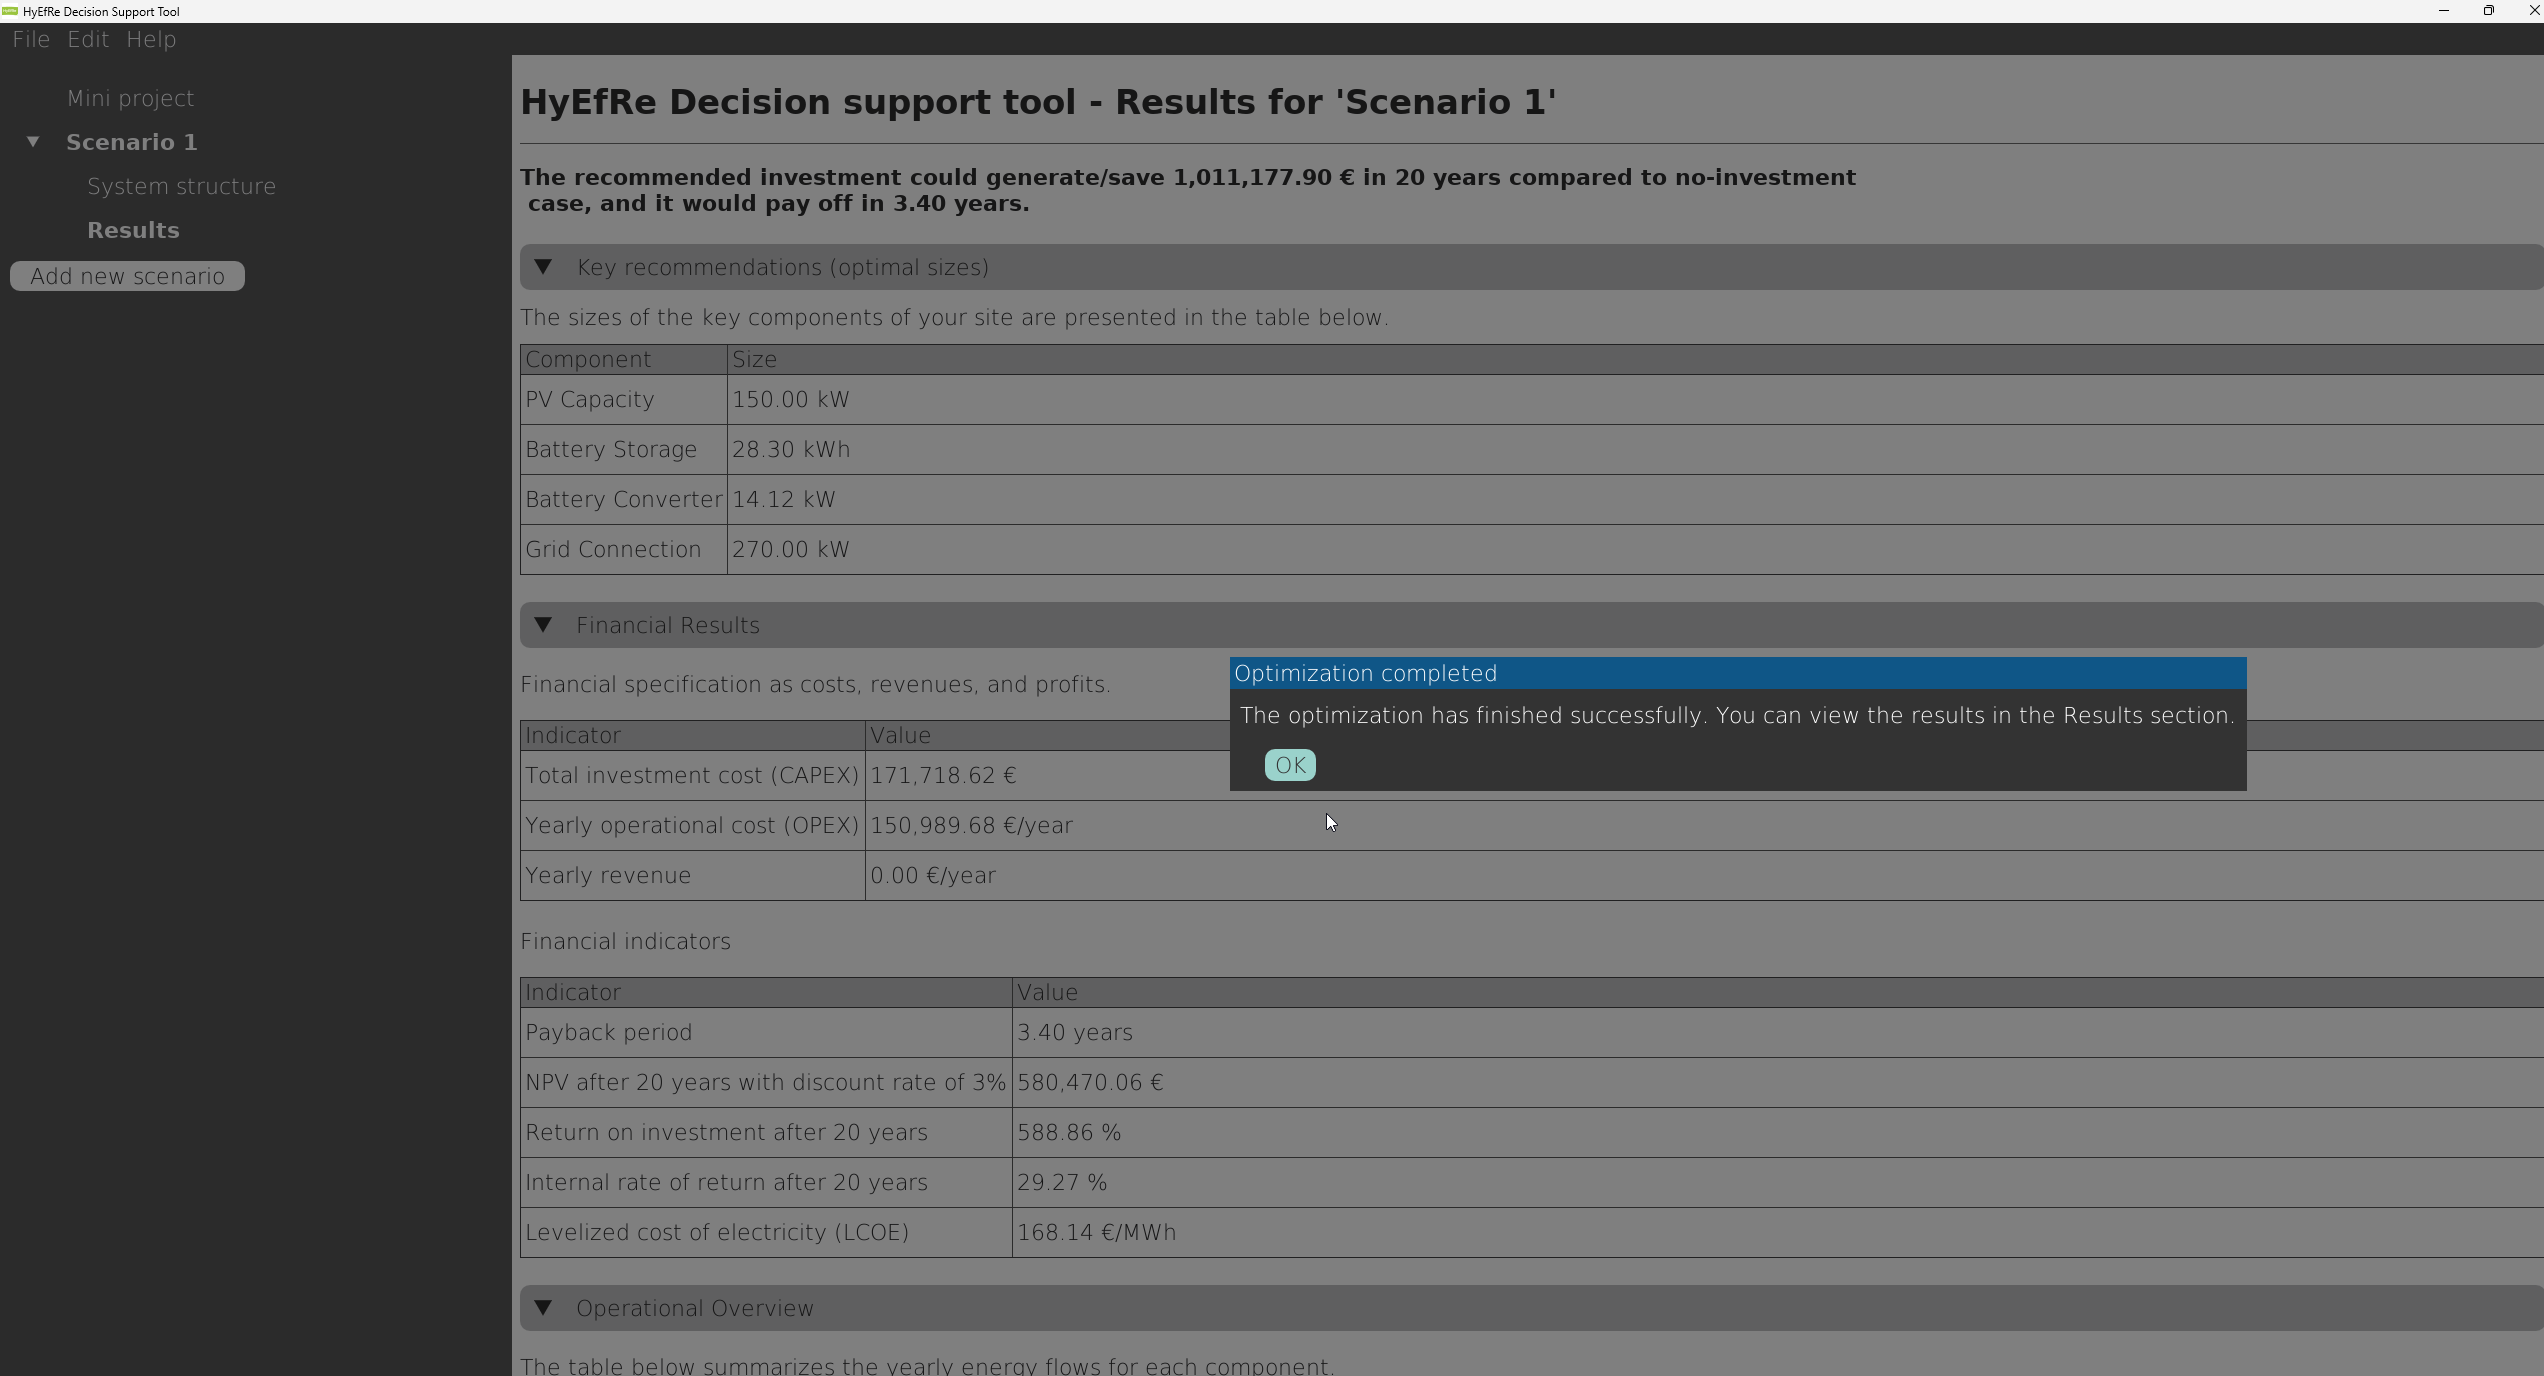 HyEfRe Decision Support Tool
File Edit Help
Mini project
Scenario 1
System structure
Results
Add new scenario
HyEfRe Decision support tool - Results for 'Scenario 1'
The recommended investment could generate/save 1,011,177.90 € in 20 years compared to no-investment
case, and it would pay off in 3.40 years.
Key recommendations (optimal sizes)
The sizes of the key components of your site are presented in the table below.
Component Size
PV Capacity 150.00 kW
Battery Storage 28.30 kWh
Battery Converter 14.12 kW
Grid Connection 270.00 kW
Financial Results
Financial specification as costs, revenues, and profits.
Indicator Value
Total investment cost (CAPEX) 171,718.62 €
Yearly operational cost (OPEX) 150,989.68 €/year
Yearly revenue 0.00 €/year
Optimization completed
The optimization has finished successfully. You can view the results in the Results section.
OK
Financial indicators
Indicator Value
Payback period 3.40 years
NPV after 20 years with discount rate of 3% 580,470.06 €
Return on investment after 20 years 588.86 %
Internal rate of return after 20 years 29.27 %
Levelized cost of electricity (LCOE) 168.14 €/MWh
Operational Overview
The table below summarizes the yearly energy flows for each component.